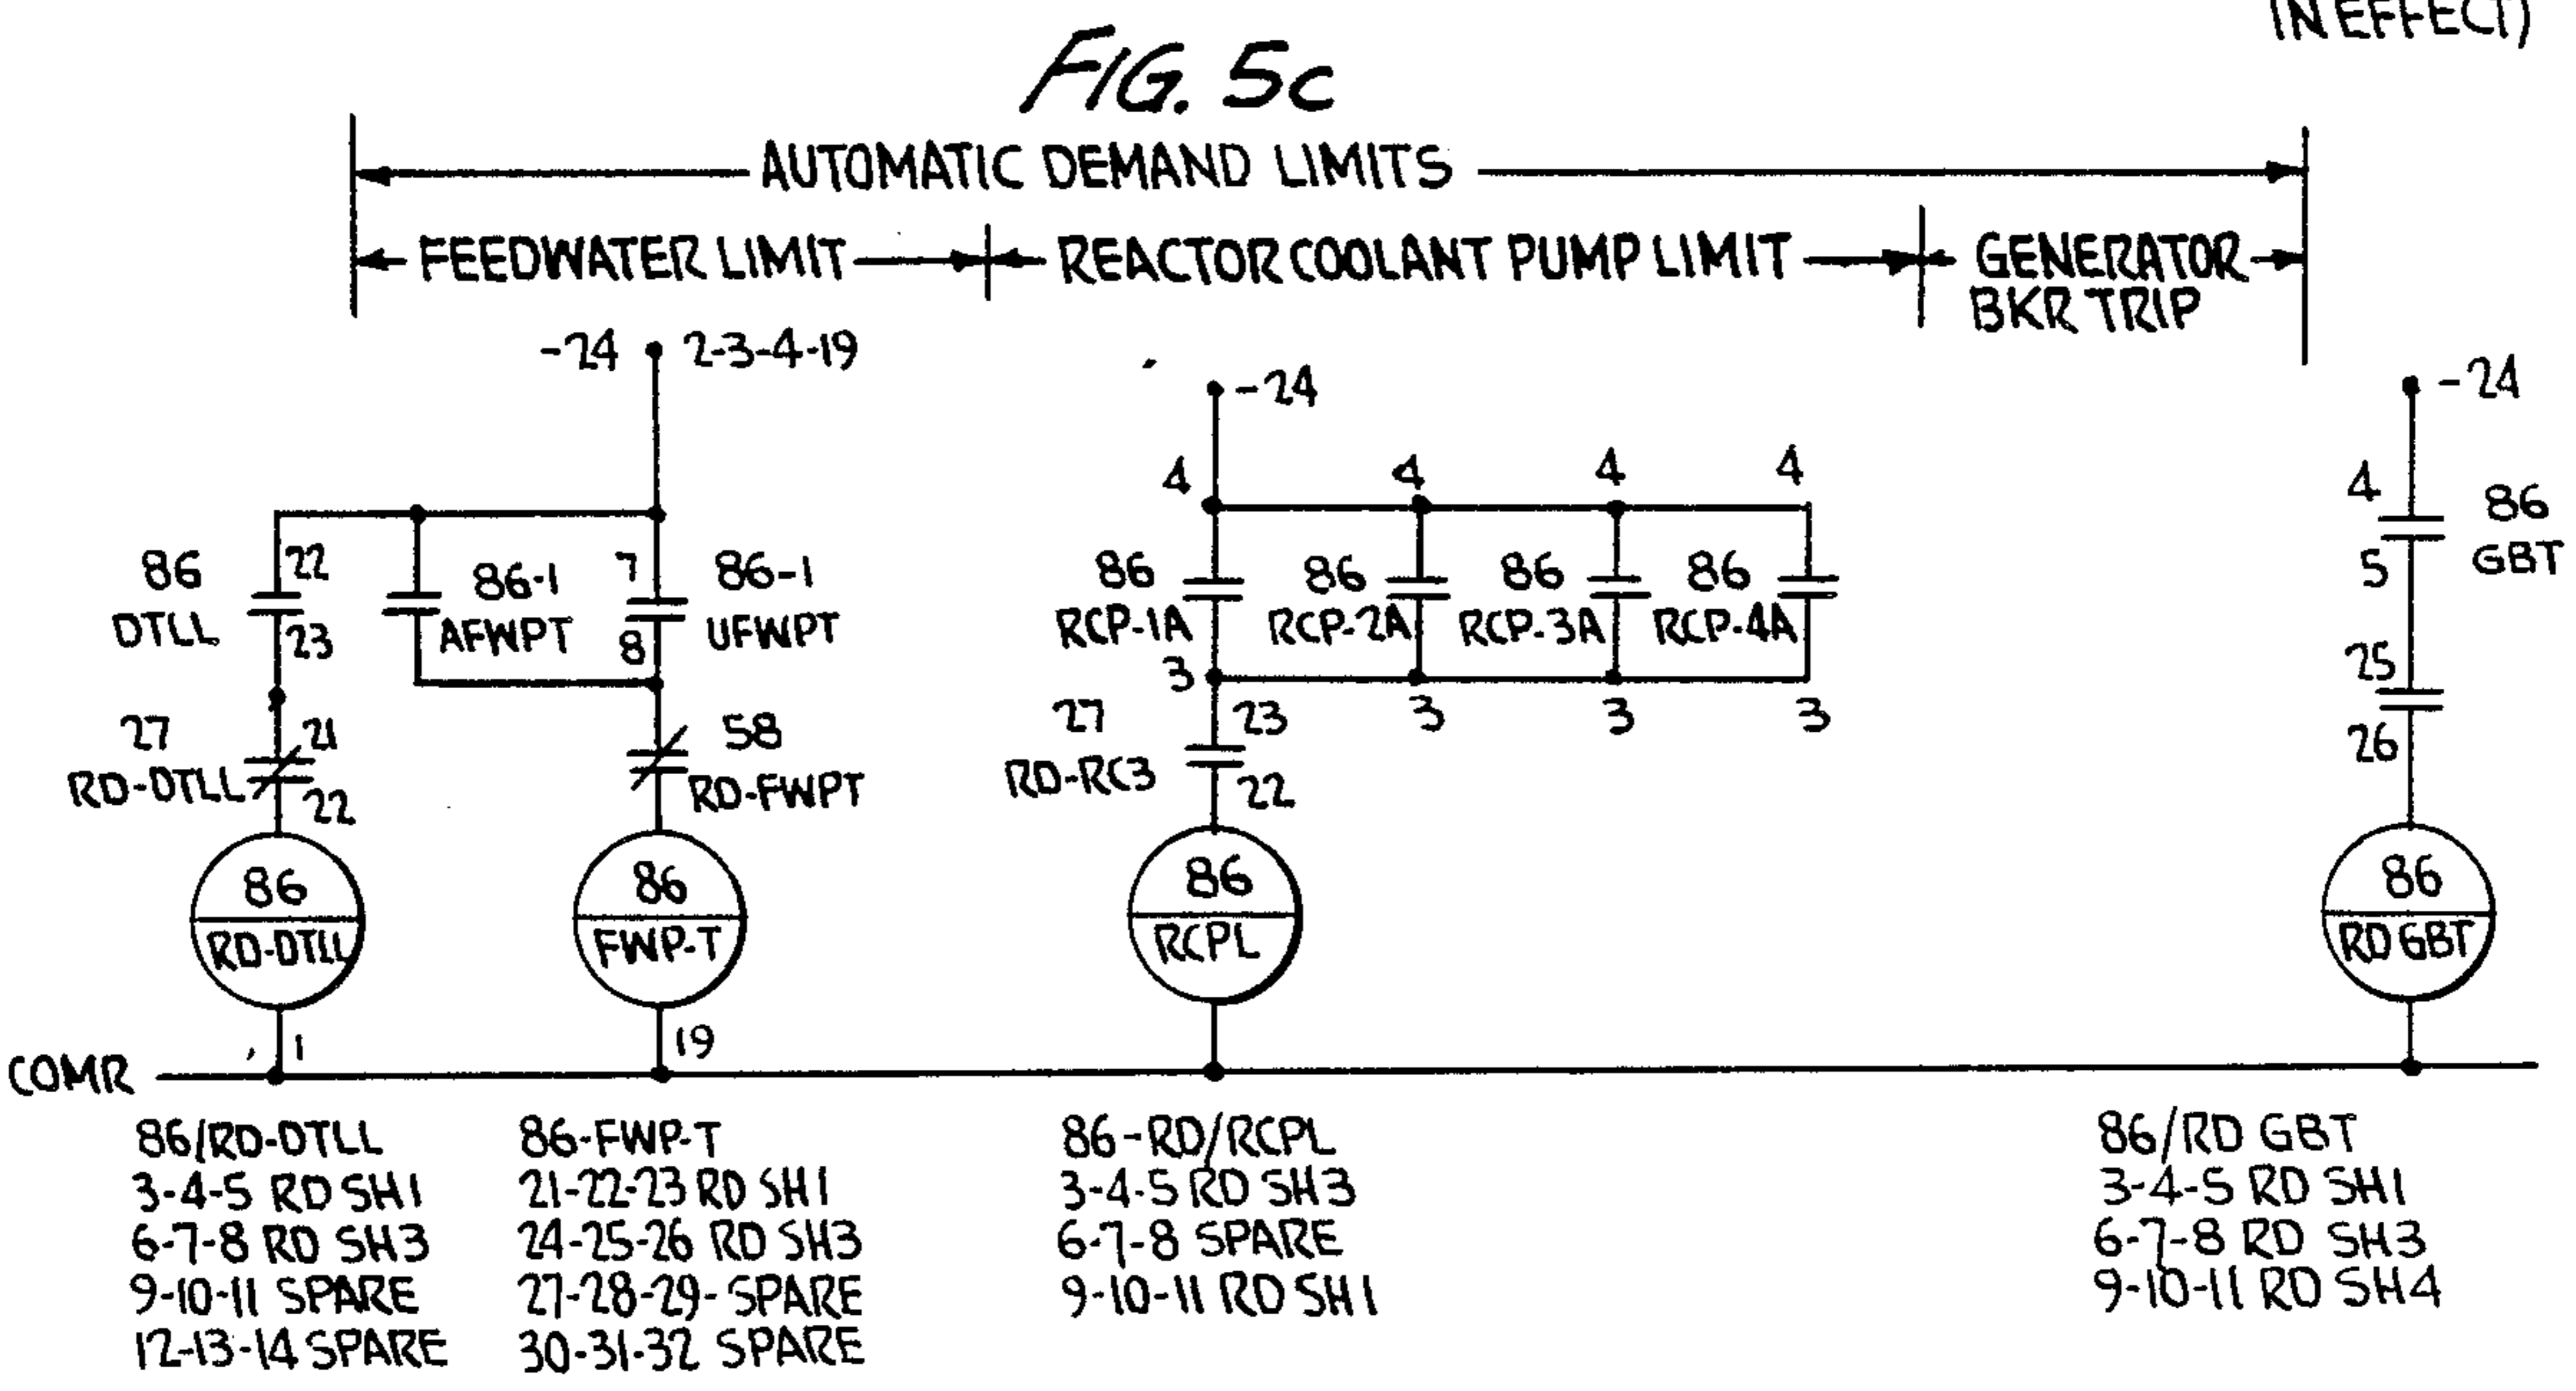 IN EFFECT)
FIG. 5c
AUTOMATIC DEMAND LIMITS
FEEDWATER LIMIT
REACTOR COOLANT PUMP LIMIT
GENERATOR
BKR TRIP
-24 2-3-4-19
-24
-24
4 4 4 4
4
86
GBT
5
86
DTLL
22
23
86-1
AFWPT
7
8
86-1
UFWPT
86
RCP-1A
86
RCP-2A
86
RCP-3A
86
RCP-4A
3 3 3 3
25
26
27
RD-DTLL
21
22
58
RD-FWPT
27
RD-RC3
23
22
86
RD-DTLL
86
FWP-T
86
RCPL
86
RD GBT
1
19
COMR
86/RD-DTLL
3-4-5 RD SH1
6-7-8 RD SH3
9-10-11 SPARE
12-13-14 SPARE
86-FWP-T
21-22-23 RD SH1
24-25-26 RD SH3
27-28-29- SPARE
30-31-32 SPARE
86-RD/RCPL
3-4-5 RD SH3
6-7-8 SPARE
9-10-11 RD SH1
86/RD GBT
3-4-5 RD SH1
6-7-8 RD SH3
9-10-11 RD SH4